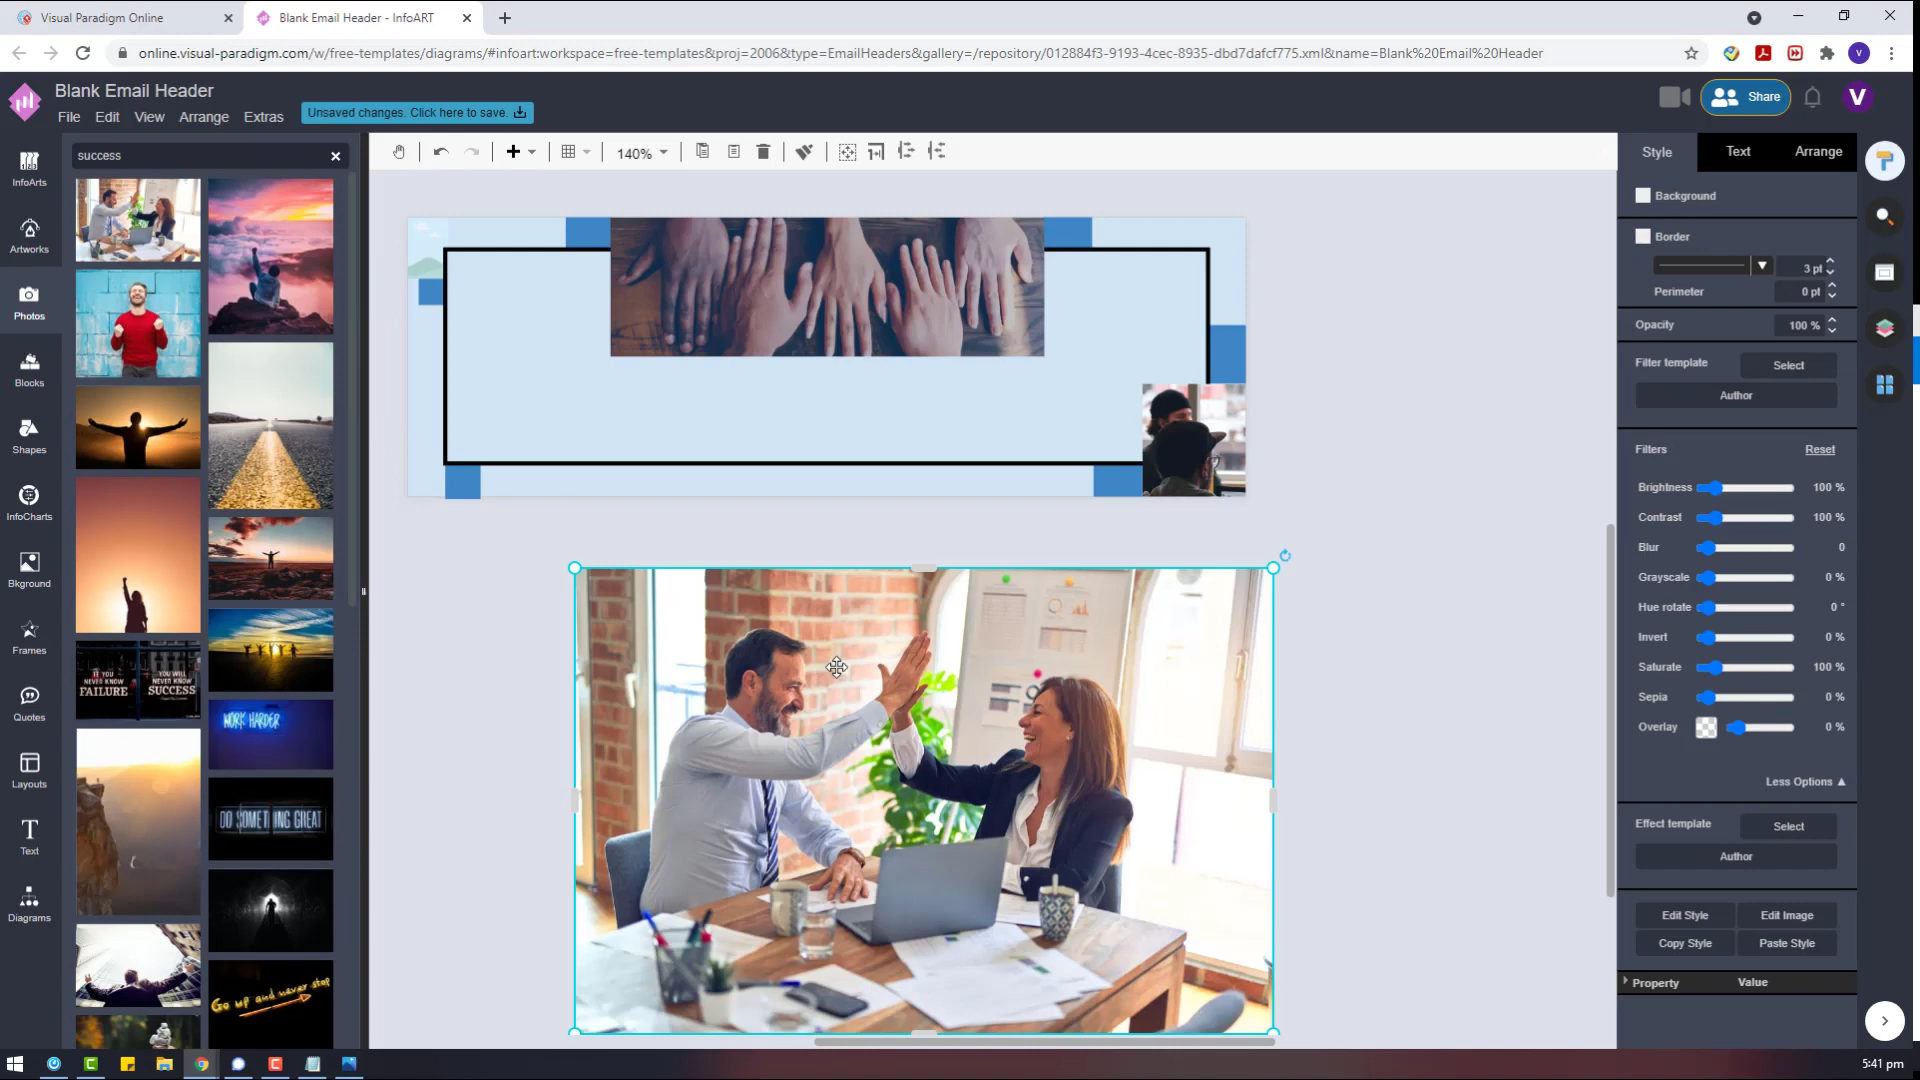 Visual Paradigm Online
Blank Email Header - InfoART
online.visual-paradigm.com/w/free-templates/diagrams/#infoart:workspace=free-templates&proj=2006&type=EmailHeaders&gallery=/repository/012884f3-9193-4cec-8935-dbd7dafcf775.xml&name=Blank%20Email%20Header
V
Blank Email Header
File Edit View Arrange Extras
Unsaved changes. Click here to save.
Share
V
success
140%
Style Text Arrange
InfoArts
Artworks
Photos
Blocks
Shapes
InfoCharts
Bkground
Frames
Quotes
Layouts
Text
Diagrams
IF YOU NEVER KNOW FAILURE
YOU WILL NEVER KNOW SUCCESS
WORK HARDER
DO SOMETHING GREAT
Go up and never stop
Background
Border
3 pt
Perimeter 0 pt
Opacity 100 %
Filter template Select
Author
Filters Reset
Brightness 100 %
Contrast 100 %
Blur 0
Grayscale 0 %
Hue rotate 0 °
Invert 0 %
Saturate 100 %
Sepia 0 %
Overlay 0 %
Less Options ▲
Effect template Select
Author
Edit Style Edit Image
Copy Style Paste Style
Property Value
5:41 pm